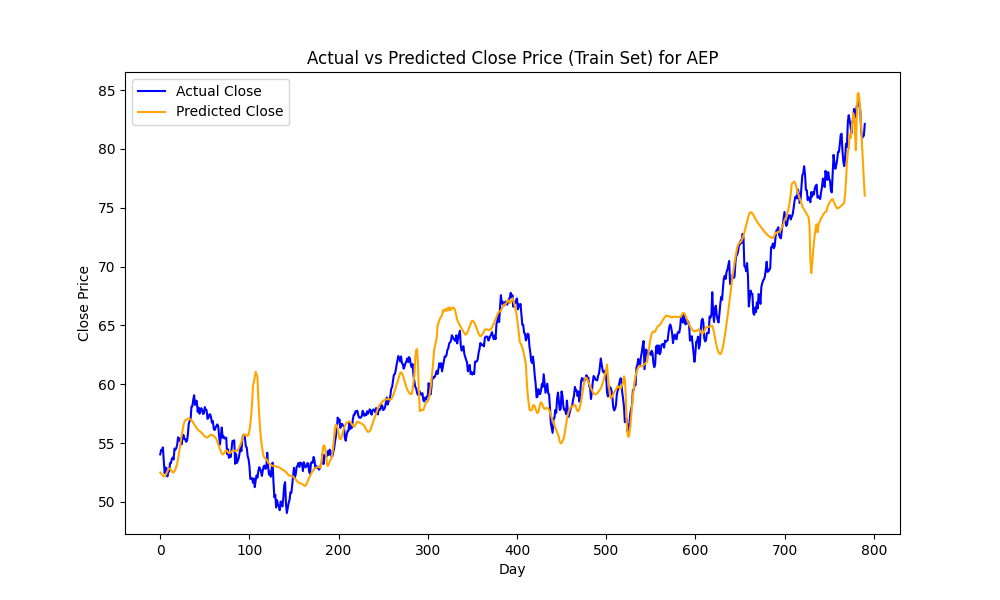 Actual vs Predicted Close Price (Train Set) for AEP
Actual Close
Predicted Close
Close Price
85
80
75
70
65
60
55
50
0 100 200 300 400 500 600 700 800
Day